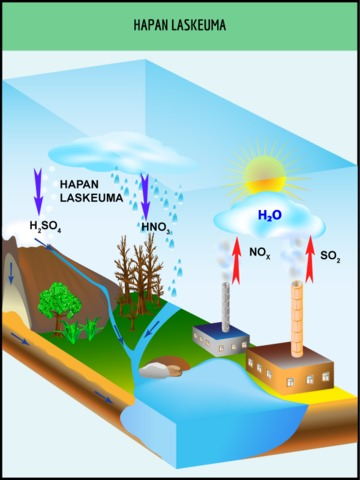 HAPAN LASKEUMA
HAPAN
LASKEUMA
H₂SO₄
HNO₃
H₂O
NOₓ
SO₂